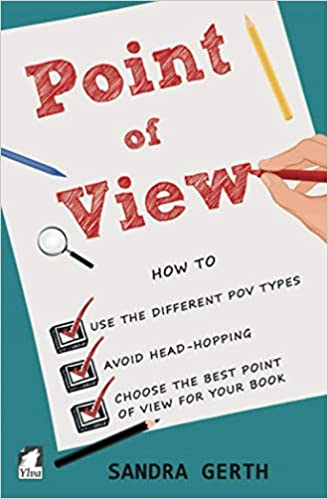 Point
of
View
HOW TO
USE THE DIFFERENT POV TYPES
AVOID HEAD-HOPPING
CHOOSE THE BEST POINT
OF VIEW FOR YOUR BOOK
Ylva
SANDRA GERTH